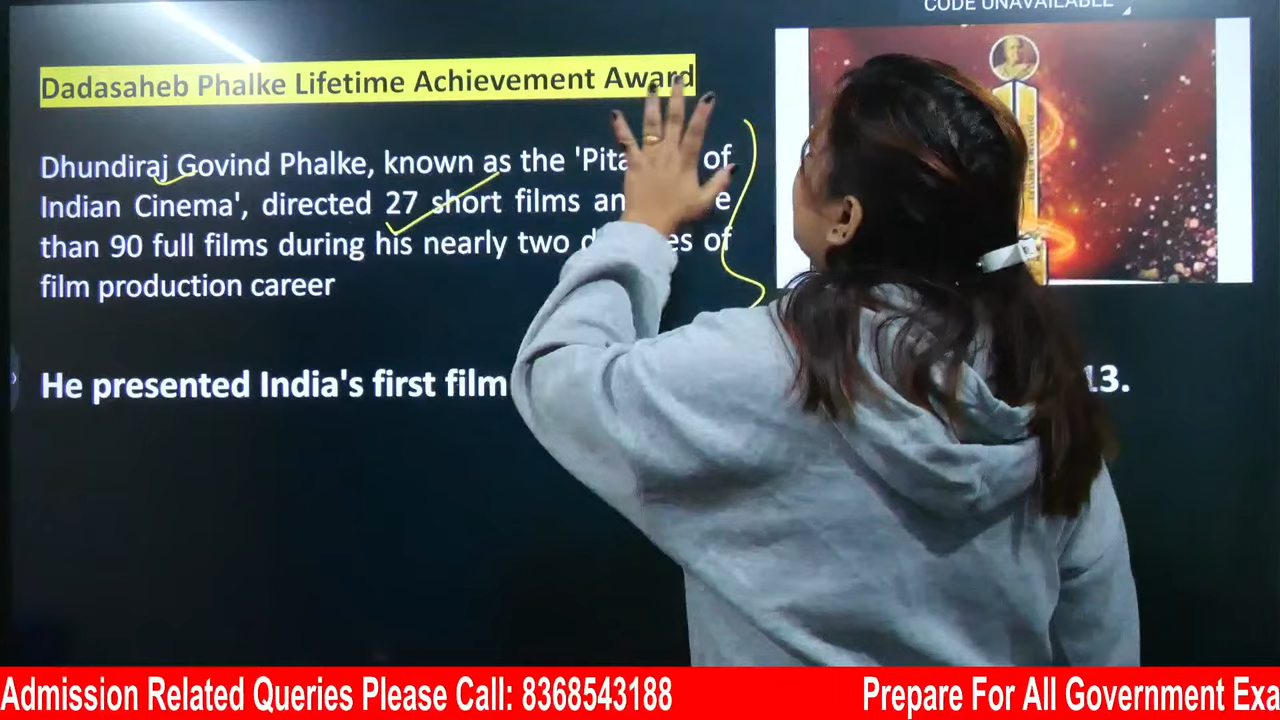 CODE UNAVAILABLE
Dadasaheb Phalke Lifetime Achievement Award
Dhundiraj Govind Phalke, known as the 'Pita of
Indian Cinema', directed 27 short films an e
than 90 full films during his nearly two d es of
film production career
He presented India's first film 13.
Admission Related Queries Please Call: 8368543188
Prepare For All Government Exa